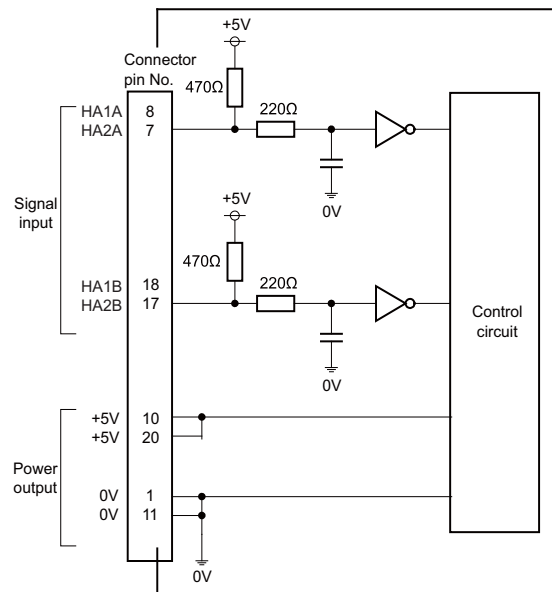 +5V
Connector
pin No.
470Ω
220Ω
HA1A 8
HA2A 7
0V
Signal
input
+5V
470Ω
220Ω
HA1B 18
HA2B 17
0V
Control
circuit
+5V 10
+5V 20
Power
output
0V 1
0V 11
0V